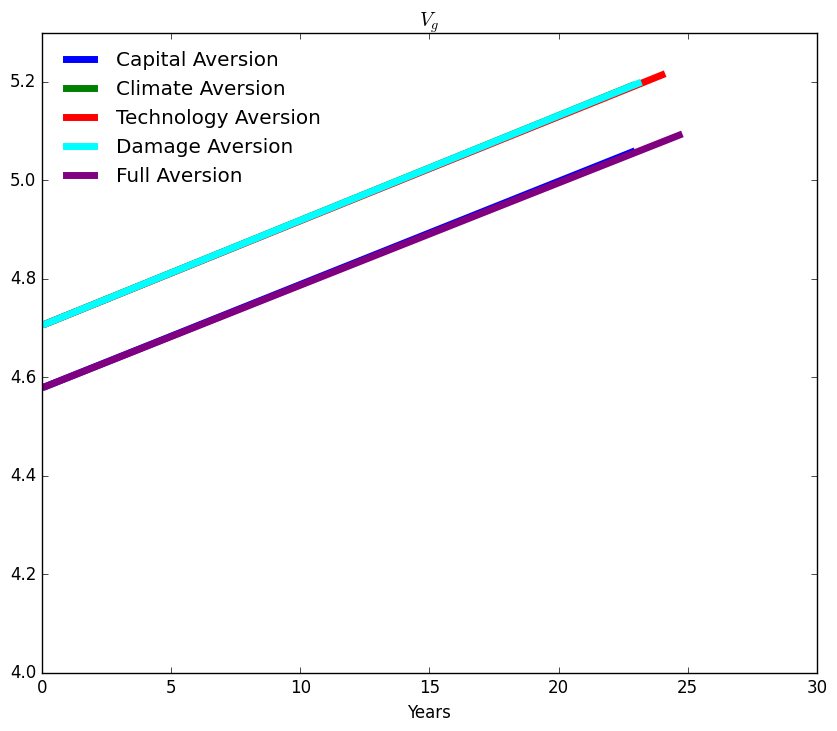 V_g
Capital Aversion
Climate Aversion
Technology Aversion
Damage Aversion
Full Aversion
5.2
5.0
4.8
4.6
4.4
4.2
4.0
0 5 10 15 20 25 30
Years